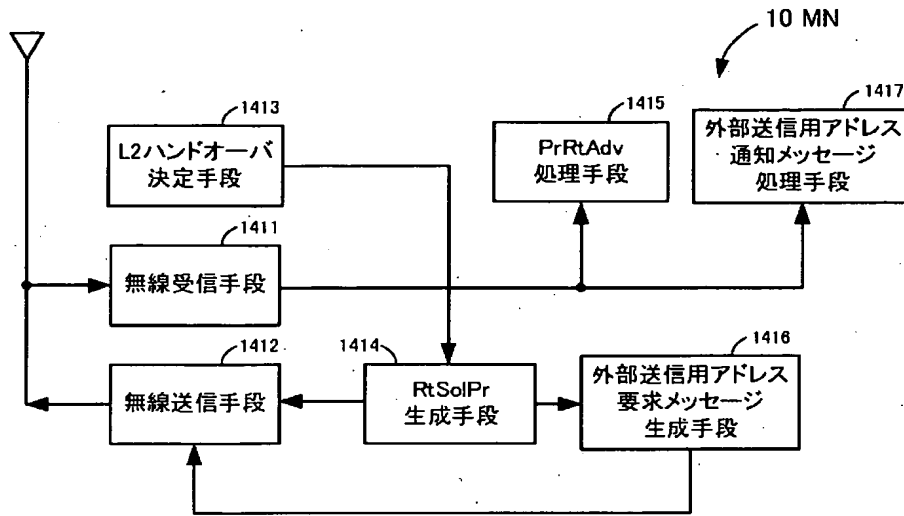 10 MN
1413
L2ハンドオーバ
決定手段
1415
PrRtAdv
処理手段
1417
外部送信用アドレス
通知メッセージ
処理手段
1411
無線受信手段
1412
無線送信手段
1414
RtSolPr
生成手段
1416
外部送信用アドレス
要求メッセージ
生成手段